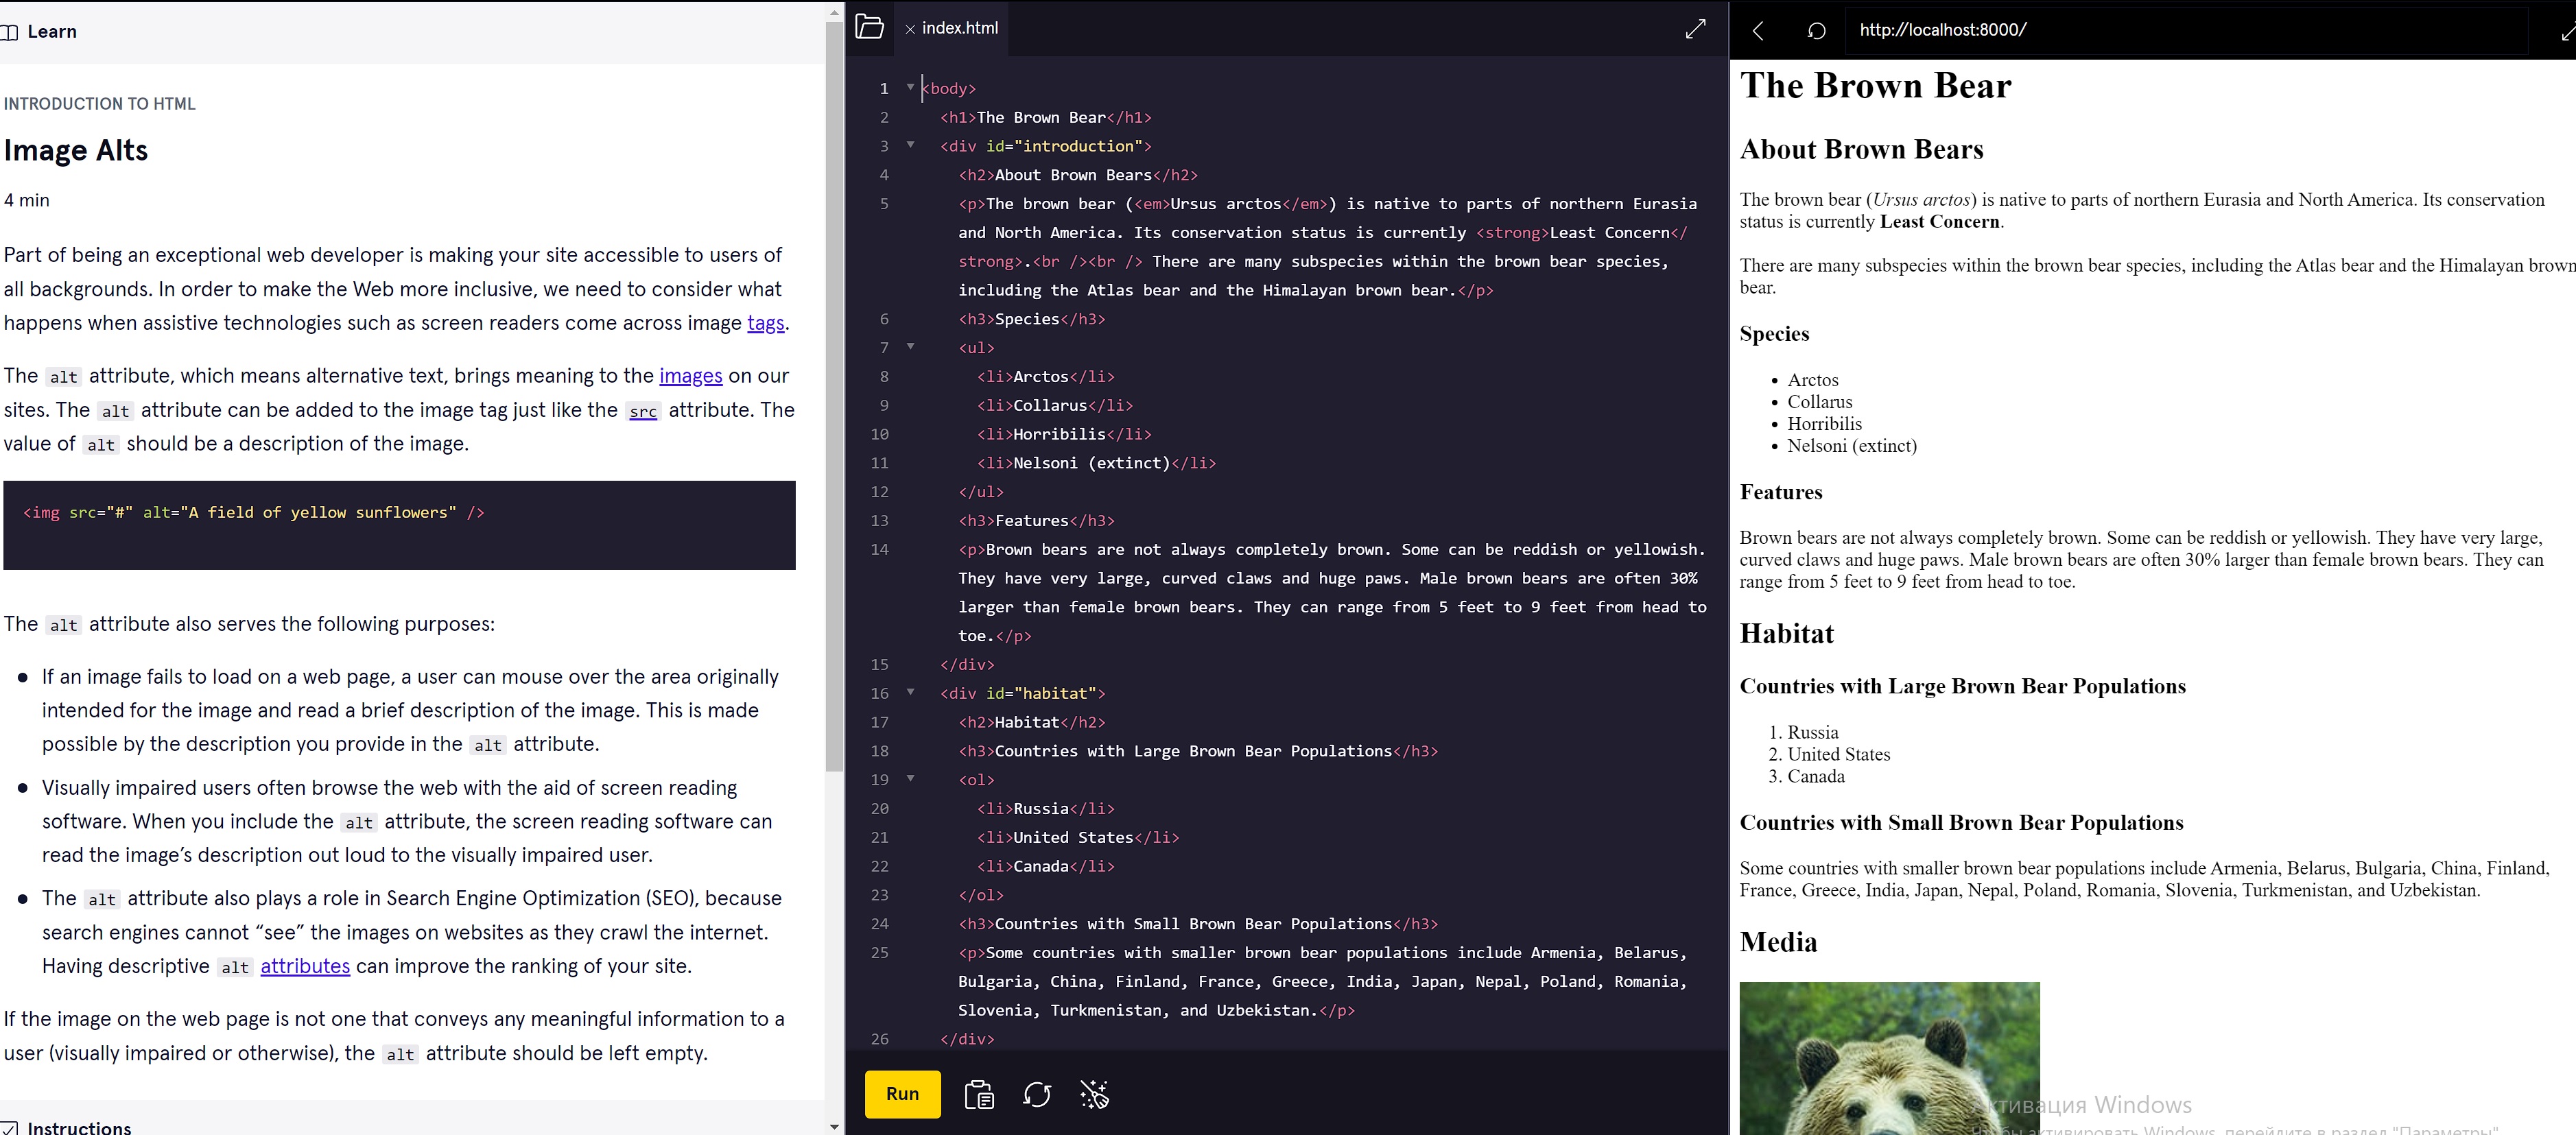 Learn
INTRODUCTION TO HTML
Image Alts
4 min
Part of being an exceptional web developer is making your site accessible to users of
all backgrounds. In order to make the Web more inclusive, we need to consider what
happens when assistive technologies such as screen readers come across image tags.
The alt attribute, which means alternative text, brings meaning to the images on our
sites. The alt attribute can be added to the image tag just like the src attribute. The
value of alt should be a description of the image.
<img src="#" alt="A field of yellow sunflowers" />
The alt attribute also serves the following purposes:
● If an image fails to load on a web page, a user can mouse over the area originally
intended for the image and read a brief description of the image. This is made
possible by the description you provide in the alt attribute.
● Visually impaired users often browse the web with the aid of screen reading
software. When you include the alt attribute, the screen reading software can
read the image’s description out loud to the visually impaired user.
● The alt attribute also plays a role in Search Engine Optimization (SEO), because
search engines cannot “see” the images on websites as they crawl the internet.
Having descriptive alt attributes can improve the ranking of your site.
If the image on the web page is not one that conveys any meaningful information to a
user (visually impaired or otherwise), the alt attribute should be left empty.
Instructions
index.html
1 <body>
2 <h1>The Brown Bear</h1>
3 <div id="introduction">
4 <h2>About Brown Bears</h2>
5 <p>The brown bear (<em>Ursus arctos</em>) is native to parts of northern Eurasia
and North America. Its conservation status is currently <strong>Least Concern</
strong>.<br /><br /> There are many subspecies within the brown bear species,
including the Atlas bear and the Himalayan brown bear.</p>
6 <h3>Species</h3>
7 <ul>
8 <li>Arctos</li>
9 <li>Collarus</li>
10 <li>Horribilis</li>
11 <li>Nelsoni (extinct)</li>
12 </ul>
13 <h3>Features</h3>
14 <p>Brown bears are not always completely brown. Some can be reddish or yellowish.
They have very large, curved claws and huge paws. Male brown bears are often 30%
larger than female brown bears. They can range from 5 feet to 9 feet from head to
toe.</p>
15 </div>
16 <div id="habitat">
17 <h2>Habitat</h2>
18 <h3>Countries with Large Brown Bear Populations</h3>
19 <ol>
20 <li>Russia</li>
21 <li>United States</li>
22 <li>Canada</li>
23 </ol>
24 <h3>Countries with Small Brown Bear Populations</h3>
25 <p>Some countries with smaller brown bear populations include Armenia, Belarus,
Bulgaria, China, Finland, France, Greece, India, Japan, Nepal, Poland, Romania,
Slovenia, Turkmenistan, and Uzbekistan.</p>
26 </div>
Run
http://localhost:8000/
The Brown Bear
About Brown Bears
The brown bear (Ursus arctos) is native to parts of northern Eurasia and North America. Its conservation
status is currently Least Concern.
There are many subspecies within the brown bear species, including the Atlas bear and the Himalayan brown
bear.
Species
• Arctos
• Collarus
• Horribilis
• Nelsoni (extinct)
Features
Brown bears are not always completely brown. Some can be reddish or yellowish. They have very large,
curved claws and huge paws. Male brown bears are often 30% larger than female brown bears. They can
range from 5 feet to 9 feet from head to toe.
Habitat
Countries with Large Brown Bear Populations
1. Russia
2. United States
3. Canada
Countries with Small Brown Bear Populations
Some countries with smaller brown bear populations include Armenia, Belarus, Bulgaria, China, Finland,
France, Greece, India, Japan, Nepal, Poland, Romania, Slovenia, Turkmenistan, and Uzbekistan.
Media
Активация Windows
Чтобы активировать Windows, перейдите в раздел "Параметры"